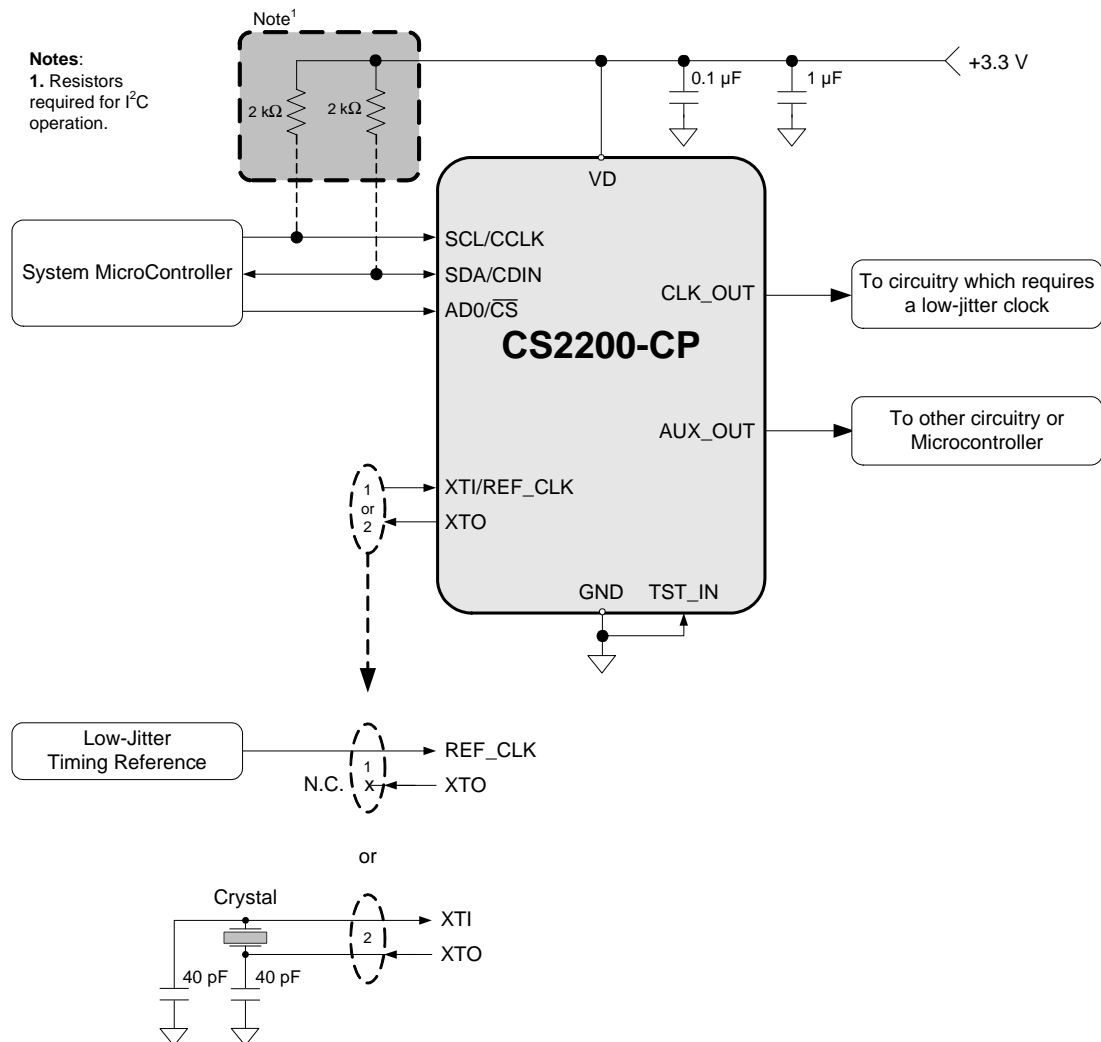 Note¹
Notes:
1. Resistors
required for I²C
operation.
+3.3 V
0.1 µF
1 µF
2 kΩ
2 kΩ
VD
System MicroController
SCL/CCLK
SDA/CDIN
AD0/C̅S̅
CS2200-CP
CLK_OUT
To circuitry which requires
a low-jitter clock
AUX_OUT
To other circuitry or
Microcontroller
1
or
2
XTI/REF_CLK
XTO
GND
TST_IN
Low-Jitter
Timing Reference
1
x
N.C.
REF_CLK
XTO
or
Crystal
2
XTI
XTO
40 pF
40 pF